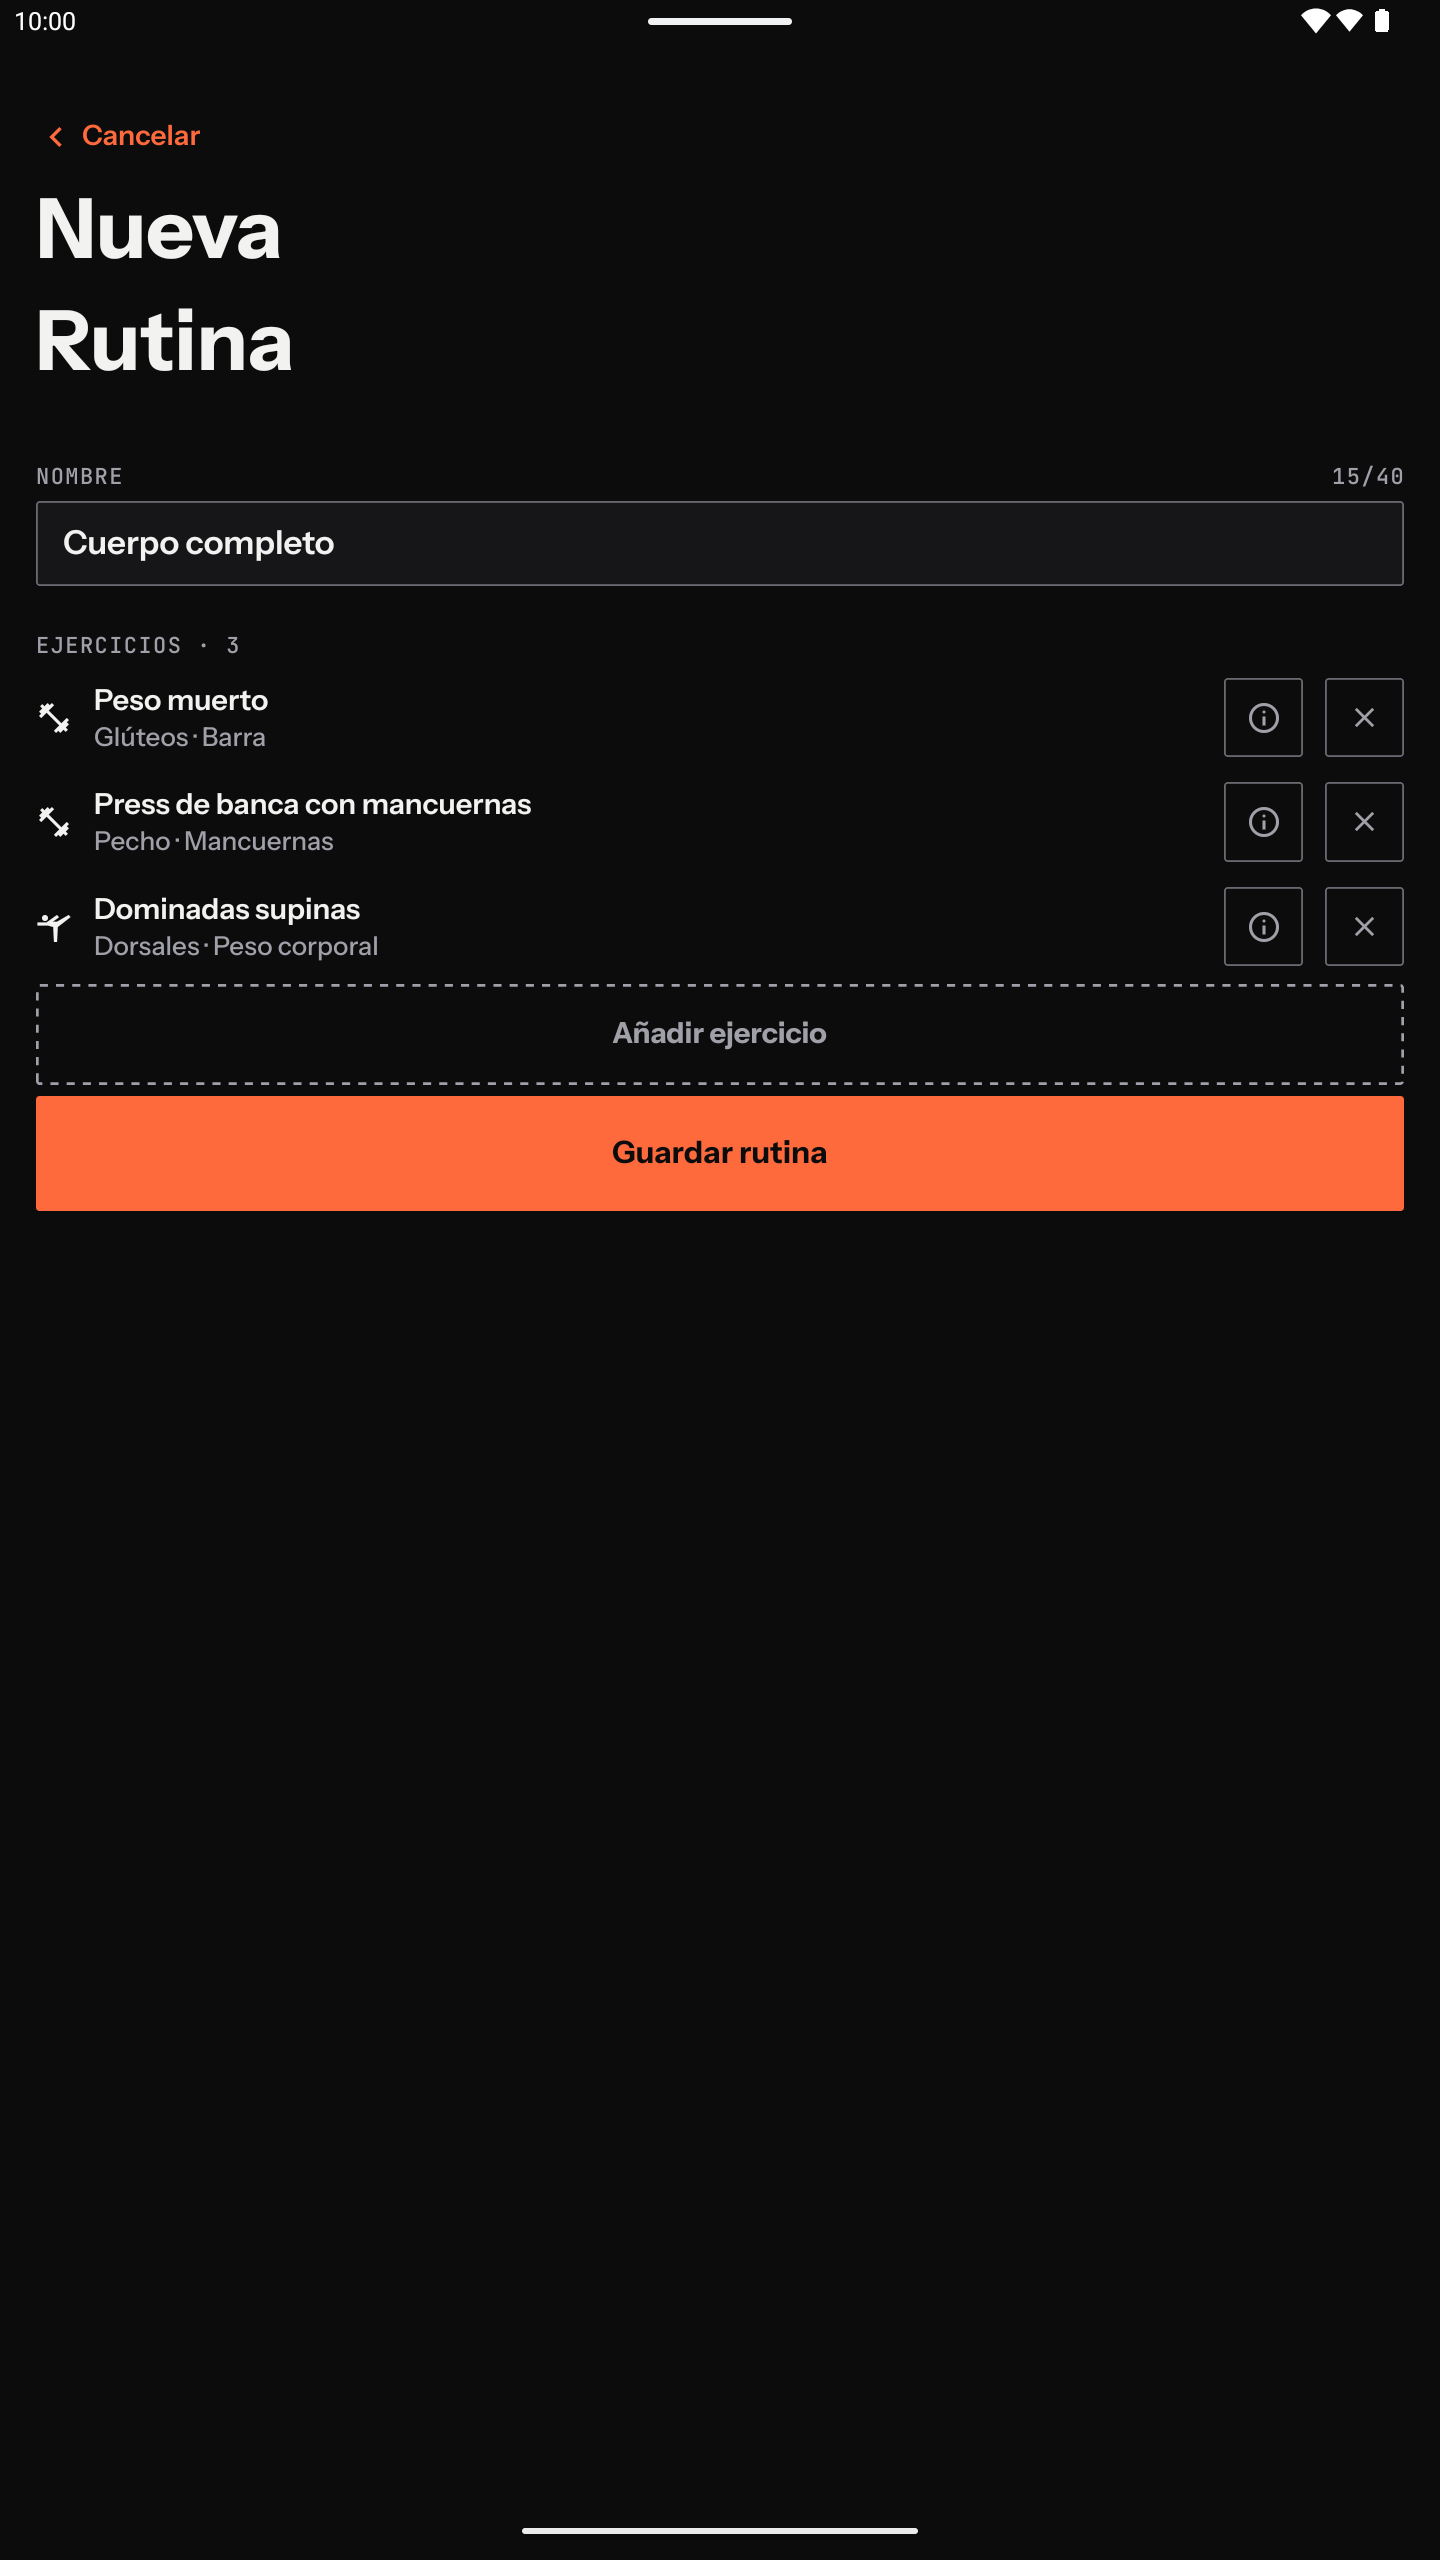 10:00
Cancelar
Nueva
Rutina
NOMBRE 15/40
Cuerpo completo
EJERCICIOS · 3
Peso muerto
Glúteos · Barra
Press de banca con mancuernas
Pecho · Mancuernas
Dominadas supinas
Dorsales · Peso corporal
Añadir ejercicio
Guardar rutina